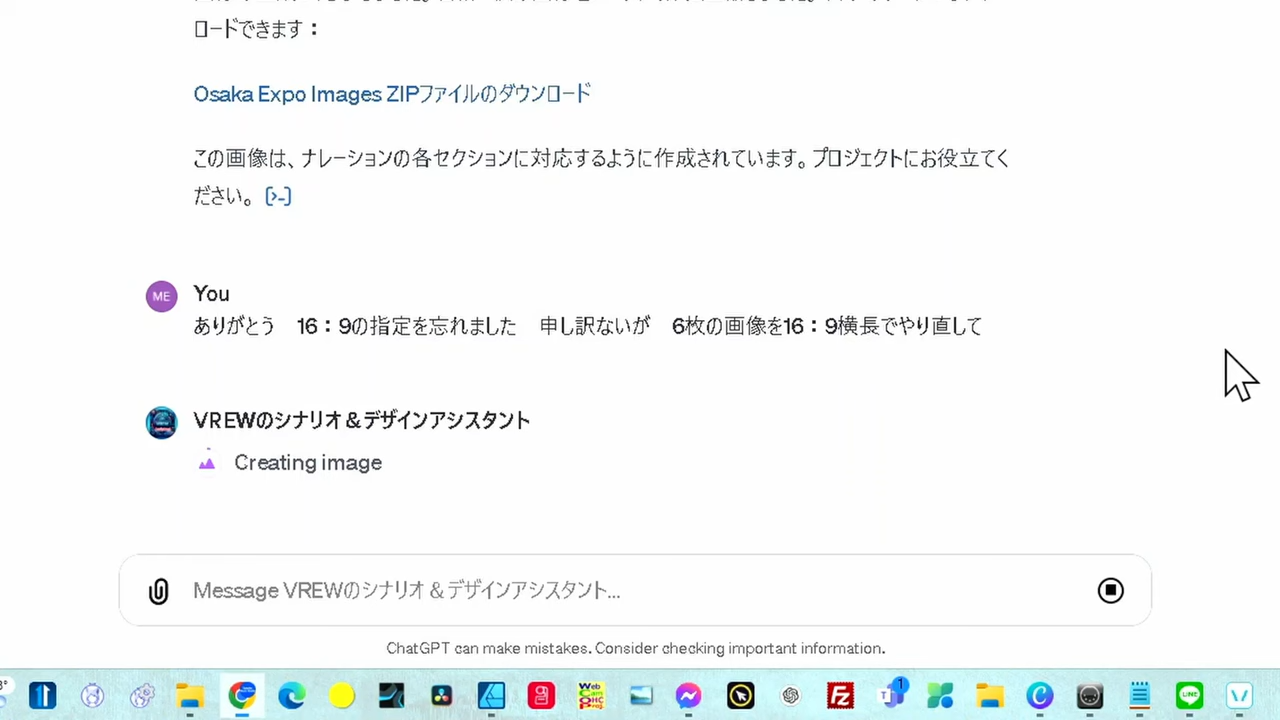 ロードできます：
Osaka Expo Images ZIPファイルのダウンロード
この画像は、ナレーションの各セクションに対応するように作成されています。プロジェクトにお役立てく
ださい。 [>-]
ME
You
ありがとう　16：9の指定を忘れました　申し訳ないが　6枚の画像を16：9横長でやり直して
VREWのシナリオ＆デザインアシスタント
Creating image
Message VREWのシナリオ＆デザインアシスタント...
ChatGPT can make mistakes. Consider checking important information.